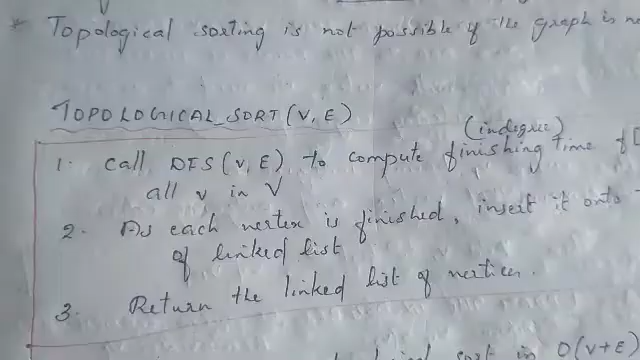 * Topological sorting is not possible if the graph is
TOPOLOGICAL_SORT(V, E)
(indegree)
1. Call DFS (V, E) to compute finishing time of
all v in V
2. As each vertex is finished, insert it onto
of linked list
3. Return the linked list of vertices.
sort in O(V+E)